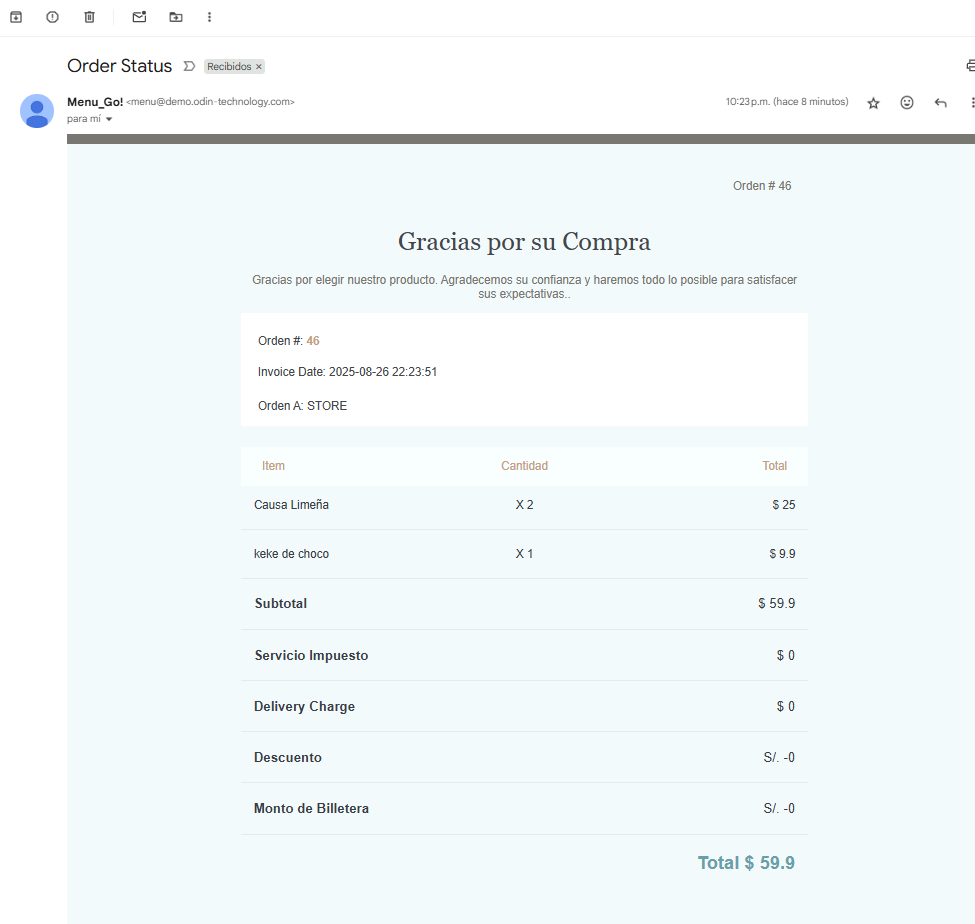 Order Status Recibidos ×
Menu_Go! <menu@demo.odin-technology.com> 10:23 p.m. (hace 8 minutos)
para mí
Orden # 46
Gracias por su Compra
Gracias por elegir nuestro producto. Agradecemos su confianza y haremos todo lo posible para satisfacer
sus expectativas..
Orden #: 46
Invoice Date: 2025-08-26 22:23:51
Orden A: STORE
Item Cantidad Total
Causa Limeña X 2 $ 25
keke de choco X 1 $ 9.9
Subtotal $ 59.9
Servicio Impuesto $ 0
Delivery Charge $ 0
Descuento S/. -0
Monto de Billetera S/. -0
Total $ 59.9